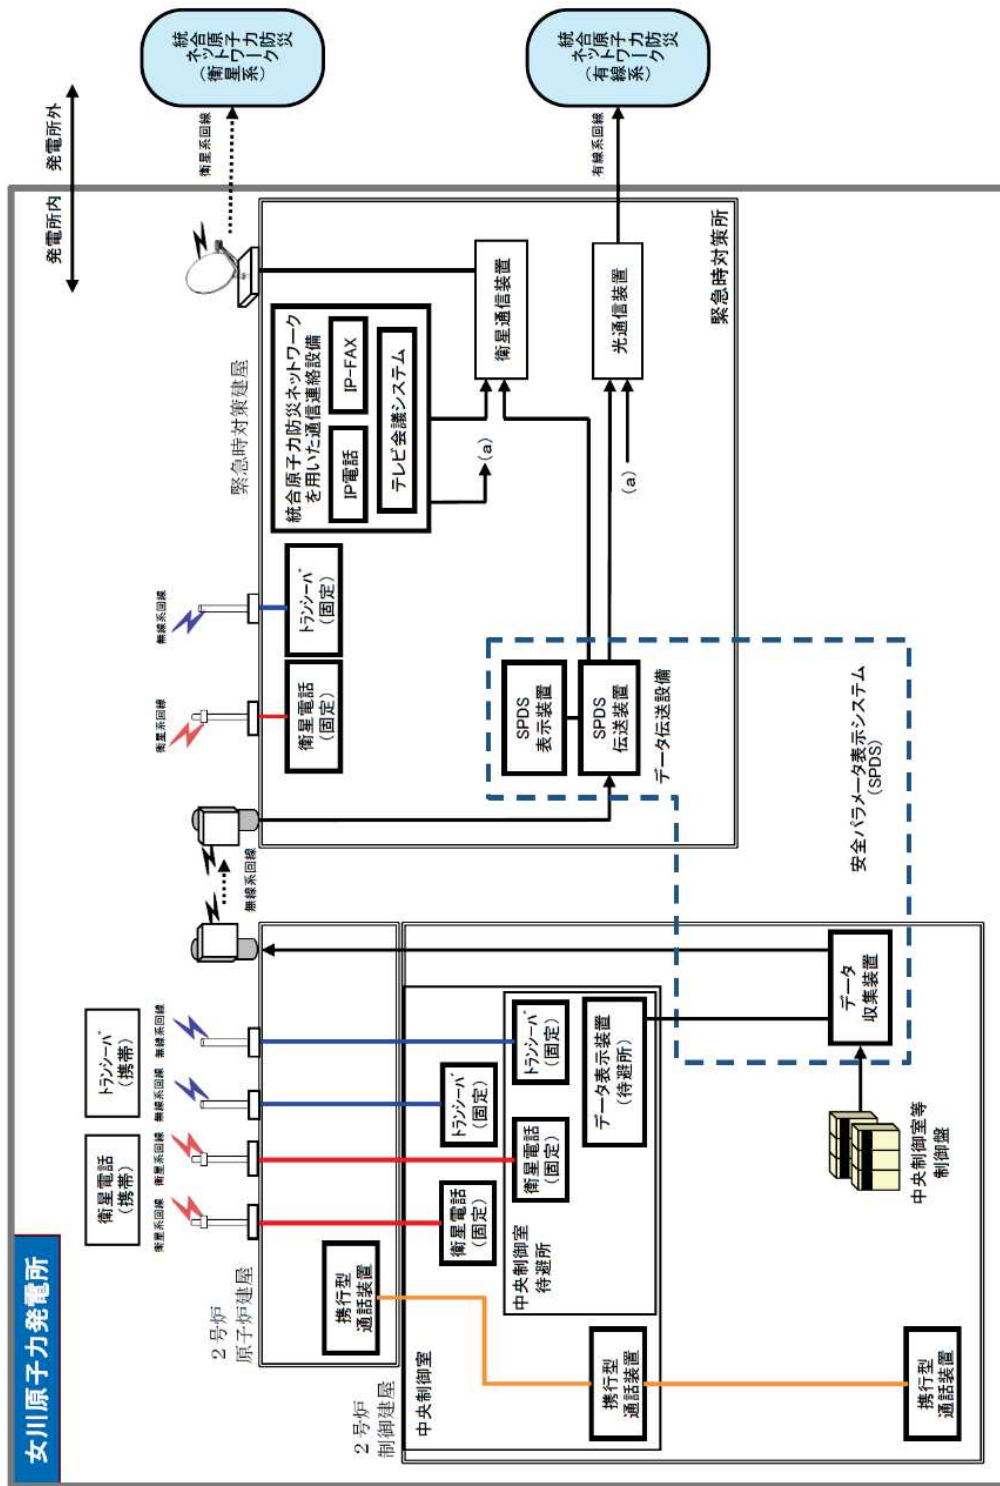 女川原子力発電所
発電所内
発電所外
衛星電話
(携帯)
トランシーバ
(携帯)
衛星系回線
衛星系回線
無線系回線
無線系回線
無線系回線
衛星系回線
無線系回線
衛星系回線
統合原子力防災
ネットワーク
(衛星系)
2号炉
原子炉建屋
携行型
通話装置
緊急時対策建屋
衛星電話
(固定)
トランシーバ
(固定)
統合原子力防災ネットワーク
を用いた通信連絡設備
IP電話
IP-FAX
テレビ会議システム
(a)
衛星通信装置
2号炉
制御建屋
中央制御室
衛星電話
(固定)
トランシーバ
(固定)
中央制御室
待避所
衛星電話
(固定)
トランシーバ
(固定)
データ表示装置
(待避所)
携行型
通話装置
SPDS
表示装置
SPDS
伝送装置
データ伝送設備
(a)
光通信装置
有線系回線
統合原子力防災
ネットワーク
(有線系)
緊急時対策所
携行型
通話装置
中央制御室等
制御盤
データ
収集装置
安全パラメータ表示システム
(SPDS)